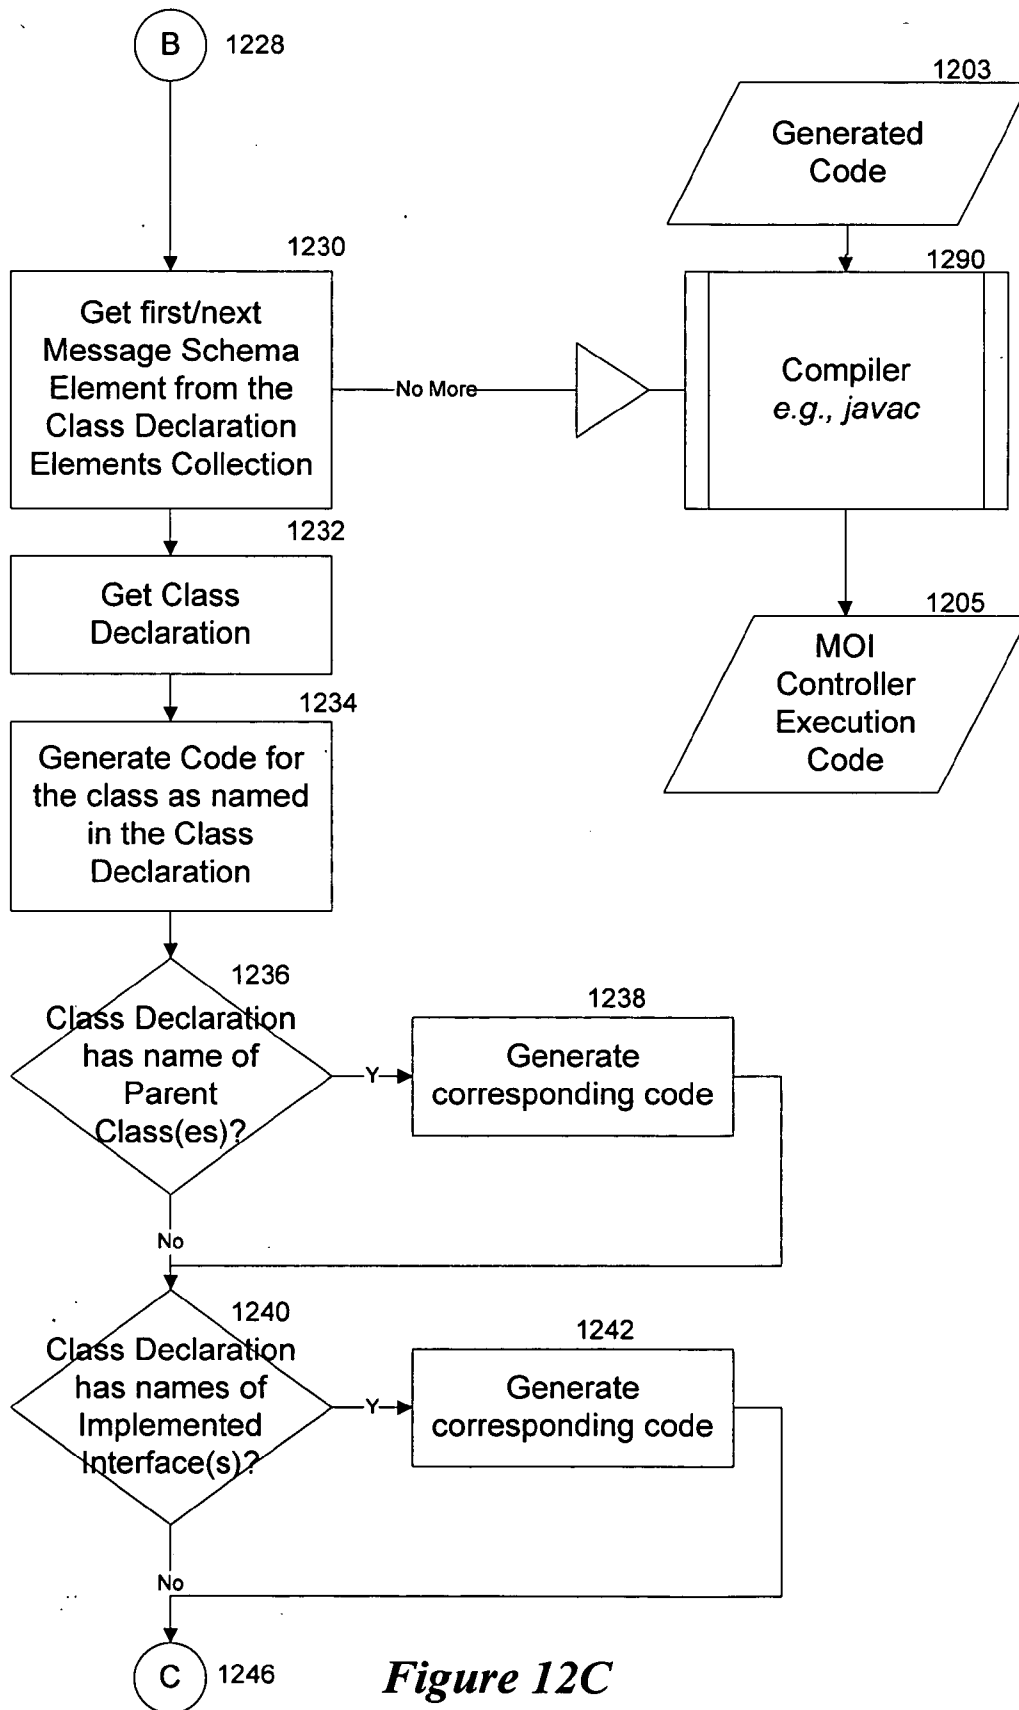 B
1228
1203
Generated
Code
1230
1290
Get first/next
Message Schema
Element from the
Class Declaration
Elements Collection
No More
Compiler
e.g., javac
1232
Get Class
Declaration
1205
MOI
Controller
Execution
Code
1234
Generate Code for
the class as named
in the Class
Declaration
1236
Class Declaration
has name of
Parent
Class(es)?
Y
1238
Generate
corresponding code
No
1240
Class Declaration
has names of
Implemented
Interface(s)?
Y
1242
Generate
corresponding code
No
C
1246
Figure 12C